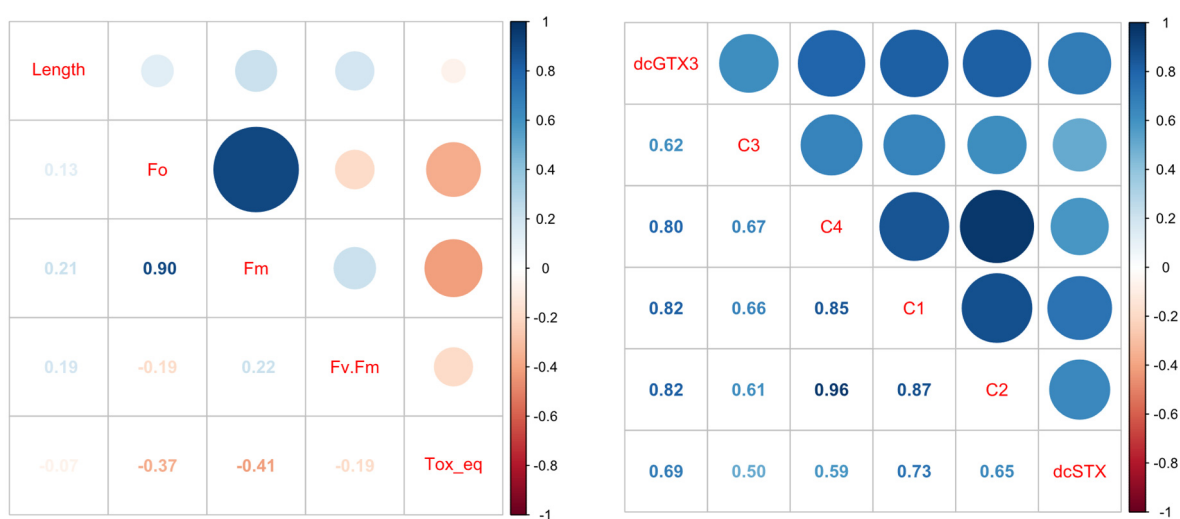 Length
0.13 Fo
0.21 0.90 Fm
0.19 -0.19 0.22 Fv.Fm
-0.07 -0.37 -0.41 -0.19 Tox_eq
1
0.8
0.6
0.4
0.2
0
-0.2
-0.4
-0.6
-0.8
-1
dcGTX3
0.62 C3
0.80 0.67 C4
0.82 0.66 0.85 C1
0.82 0.61 0.96 0.87 C2
0.69 0.50 0.59 0.73 0.65 dcSTX
1
0.8
0.6
0.4
0.2
0
-0.2
-0.4
-0.6
-0.8
-1